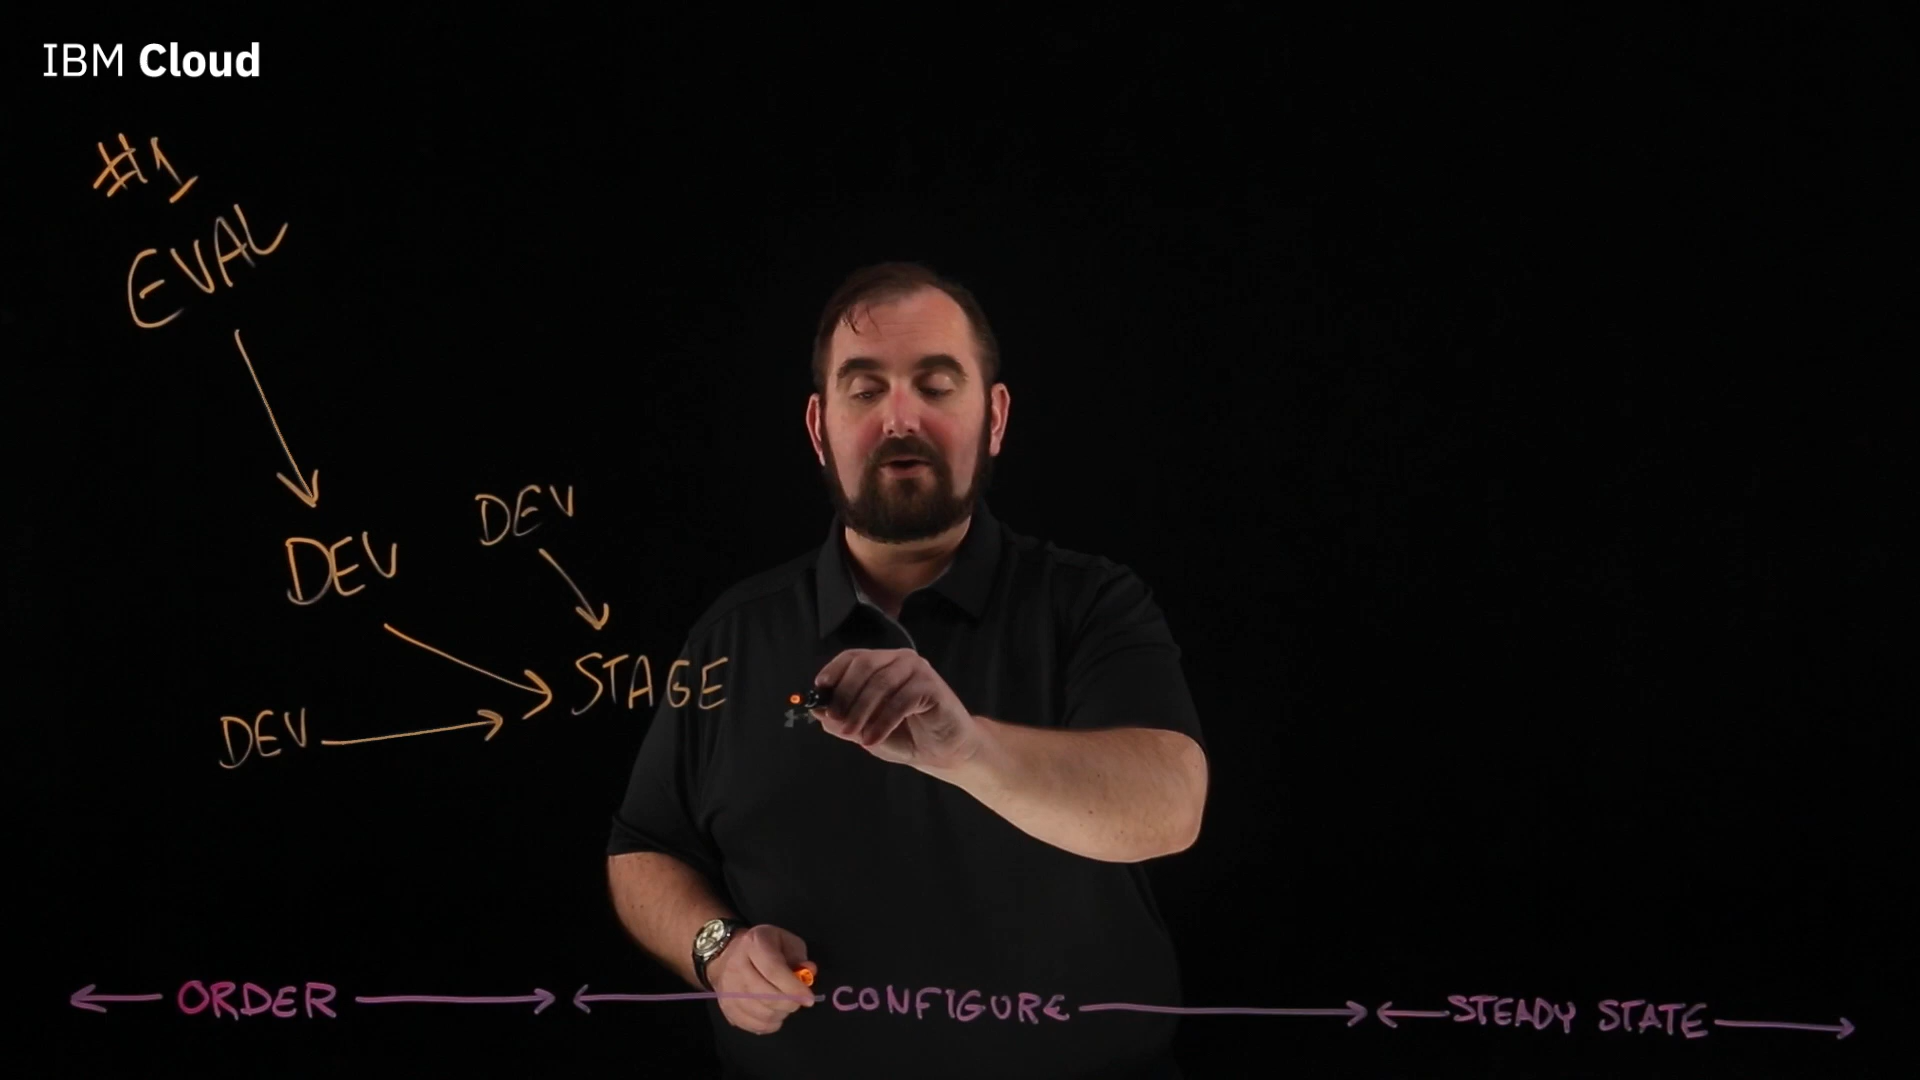 IBM Cloud
#1
EVAL
DEV
DEV
STAGE
DEV
ORDER
CONFIGURE
STEADY STATE